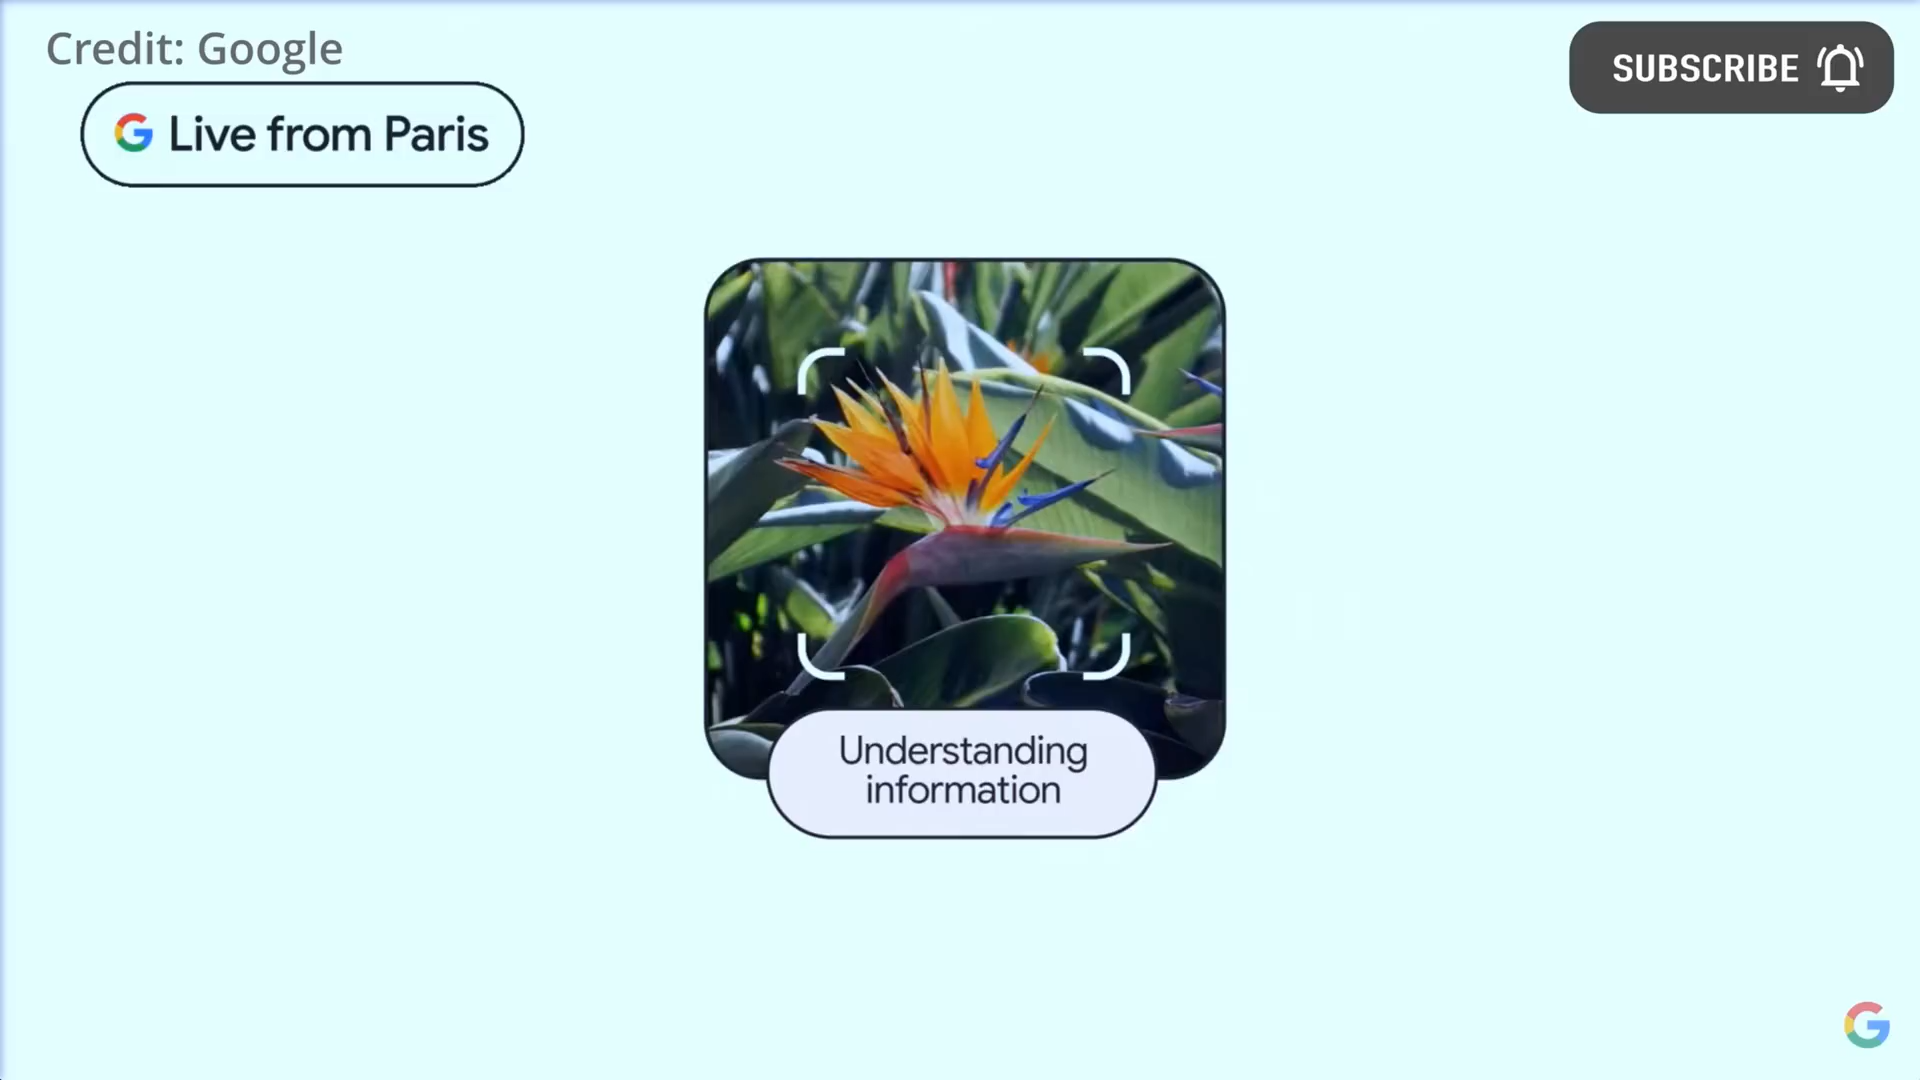 Credit: Google
SUBSCRIBE
Live from Paris
Understanding
information